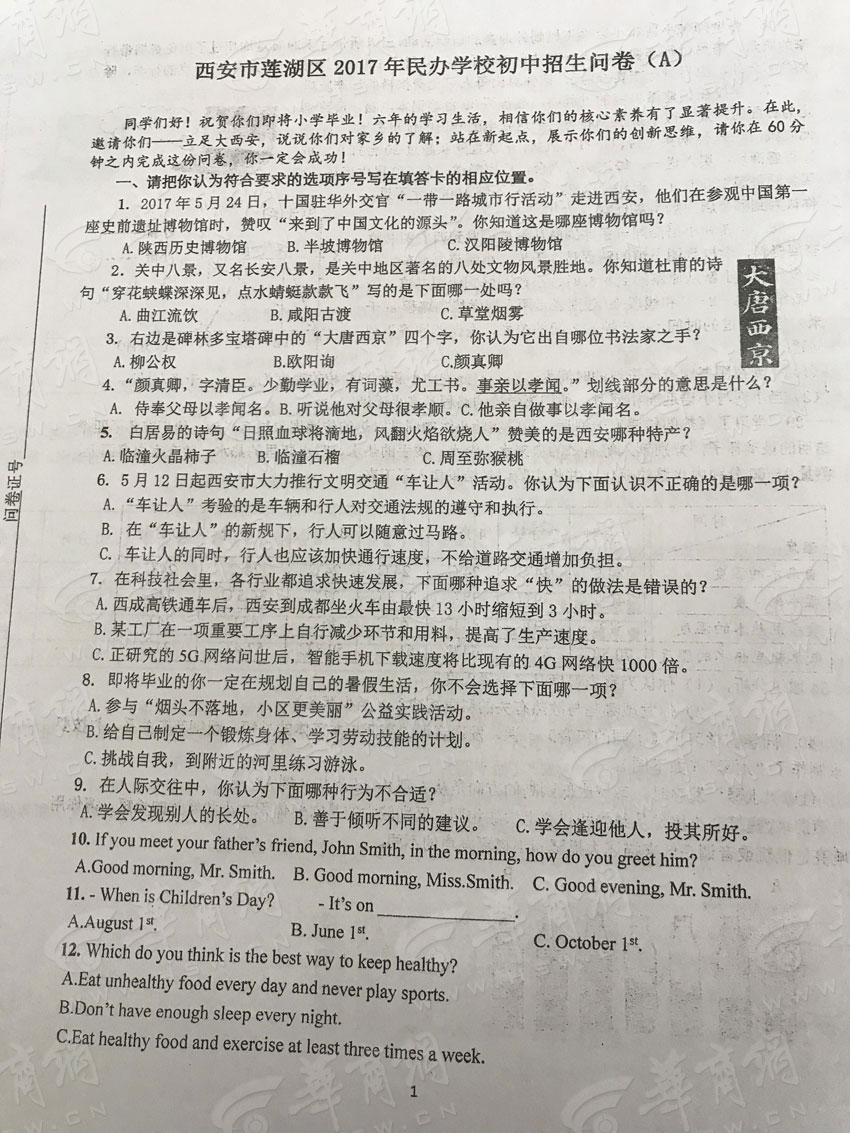 西安市莲湖区 2017 年民办学校初中招生问卷（A）
同学们好！祝贺你们即将小学毕业！六年的学习生活，相信你们的核心素养有了显著提升。在此，
邀请你们——立足大西安，说说你们对家乡的了解；站在新起点，展示你们的创新思维，请你在 60 分
钟之内完成这份问卷，你一定会成功！
一、请把你认为符合要求的选项序号写在填答卡的相应位置。
1. 2017 年 5 月 24 日，十国驻华外交官“一带一路城市行活动”走进西安，他们在参观中国第一
座史前遗址博物馆时，赞叹“来到了中国文化的源头”。你知道这是哪座博物馆吗？
A. 陕西历史博物馆 B. 半坡博物馆 C. 汉阳陵博物馆
2. 关中八景，又名长安八景，是关中地区著名的八处文物风景胜地。你知道杜甫的诗
句“穿花蛱蝶深深见，点水蜻蜓款款飞”写的是下面哪一处吗？
A. 曲江流饮 B. 咸阳古渡 C. 草堂烟雾
大唐西京
3. 右边是碑林多宝塔碑中的“大唐西京”四个字，你认为它出自哪位书法家之手？
A. 柳公权 B.欧阳询 C.颜真卿
4. “颜真卿，字清臣。少勤学业，有词藻，尤工书。事亲以孝闻。”划线部分的意思是什么？
A. 侍奉父母以孝闻名。B. 听说他对父母很孝顺。C. 他亲自做事以孝闻名。
5. 白居易的诗句“日照血球将滴地，风翻火焰欲烧人”赞美的是西安哪种特产？
A. 临潼火晶柿子 B. 临潼石榴 C. 周至弥猴桃
6. 5 月 12 日起西安市大力推行文明交通“车让人”活动。你认为下面认识不正确的是哪一项？
A. “车让人”考验的是车辆和行人对交通法规的遵守和执行。
B. 在“车让人”的新规下，行人可以随意过马路。
C. 车让人的同时，行人也应该加快通行速度，不给道路交通增加负担。
7. 在科技社会里，各行业都追求快速发展，下面哪种追求“快”的做法是错误的？
A. 西成高铁通车后，西安到成都坐火车由最快 13 小时缩短到 3 小时。
B. 某工厂在一项重要工序上自行减少环节和用料，提高了生产速度。
C. 正研究的 5G 网络问世后，智能手机下载速度将比现有的 4G 网络快 1000 倍。
8. 即将毕业的你一定在规划自己的暑假生活，你不会选择下面哪一项？
A. 参与“烟头不落地，小区更美丽”公益实践活动。
B. 给自己制定一个锻炼身体、学习劳动技能的计划。
C. 挑战自我，到附近的河里练习游泳。
9. 在人际交往中，你认为下面哪种行为不合适？
A. 学会发现别人的长处。 B. 善于倾听不同的建议。 C. 学会逢迎他人，投其所好。
10. If you meet your father's friend, John Smith, in the morning, how do you greet him?
A.Good morning, Mr. Smith. B. Good morning, Miss.Smith. C. Good evening, Mr. Smith.
11. - When is Children's Day? - It's on ______________.
A.August 1st. B. June 1st. C. October 1st.
12. Which do you think is the best way to keep healthy?
A.Eat unhealthy food every day and never play sports.
B.Don't have enough sleep every night.
C.Eat healthy food and exercise at least three times a week.
1
问卷证号
华商网